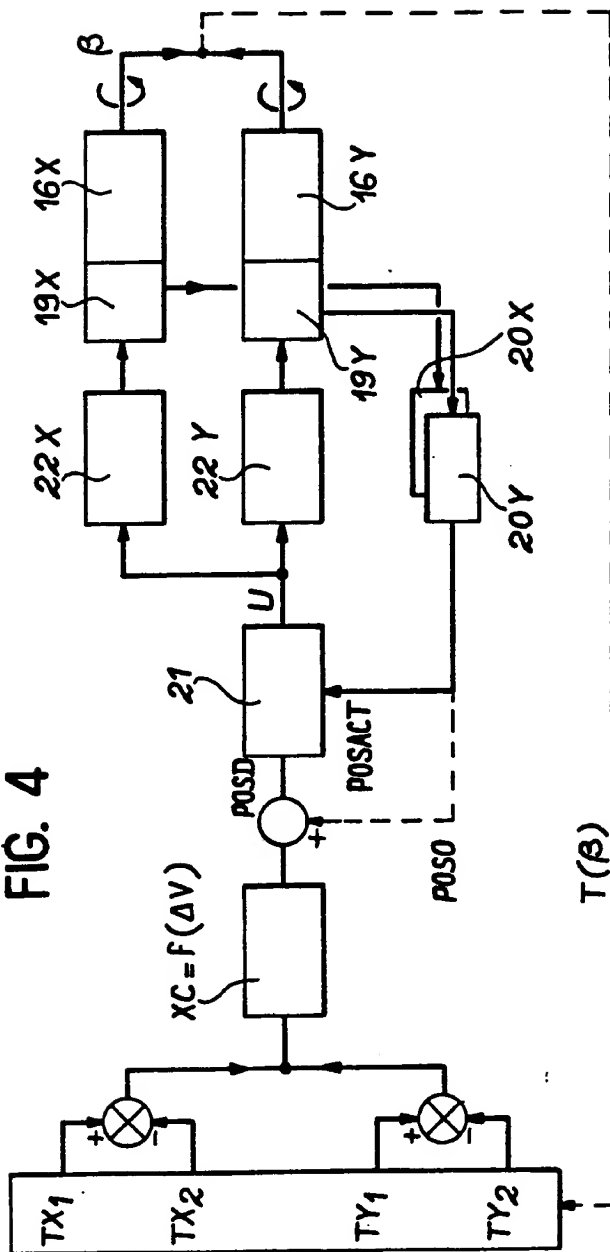 FIG. 4
TX1
TX2
TY1
TY2
+
-
+
-
XC = f(ΔV)
+
POSD
POSACT
POSO
21
U
22X
22Y
19X
16X
19Y
16Y
20X
20Y
β
T(β)